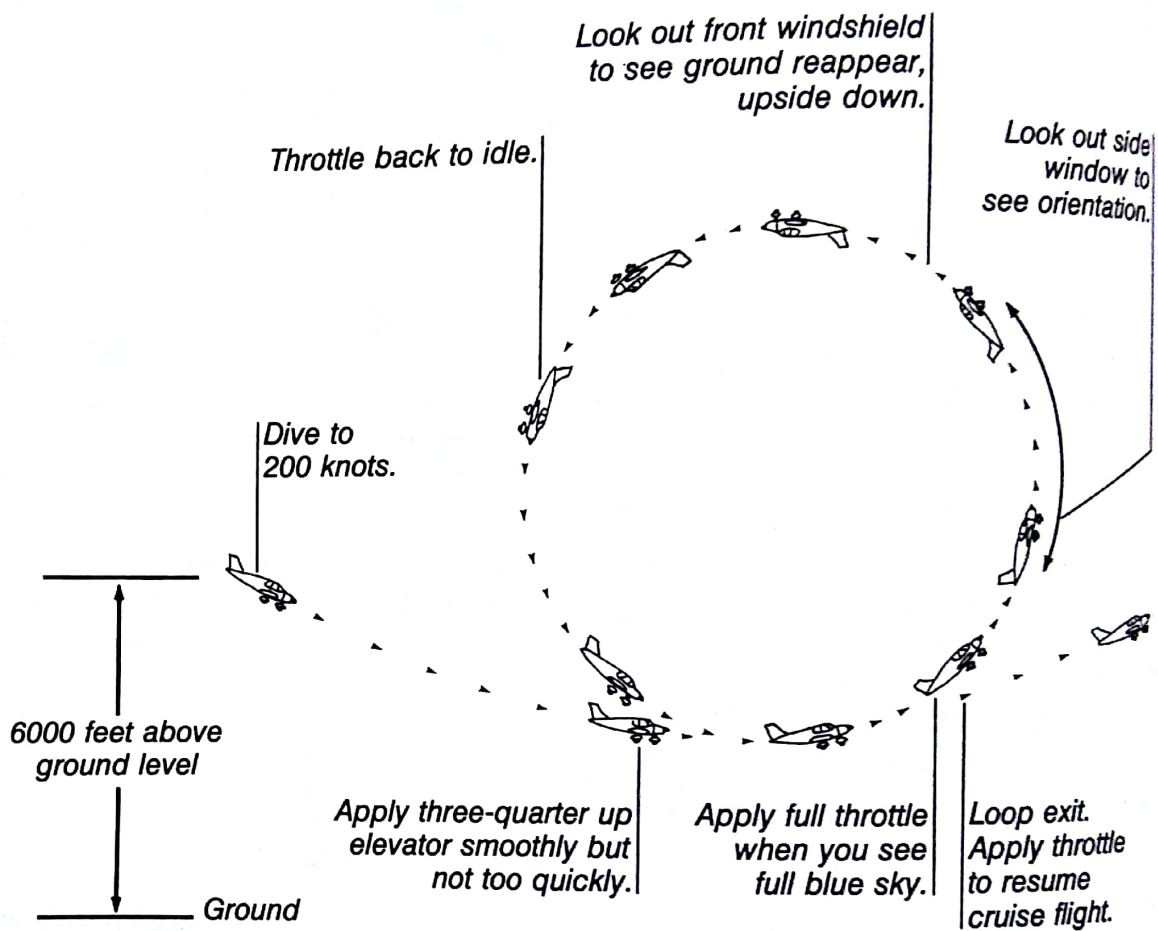 Look out front windshield
to see ground reappear,
upside down.
Look out side
window to
see orientation.
Throttle back to idle.
Dive to
200 knots.
6000 feet above
ground level
Apply three-quarter up
elevator smoothly but
not too quickly.
Apply full throttle
when you see
full blue sky.
Loop exit.
Apply throttle
to resume
cruise flight.
Ground